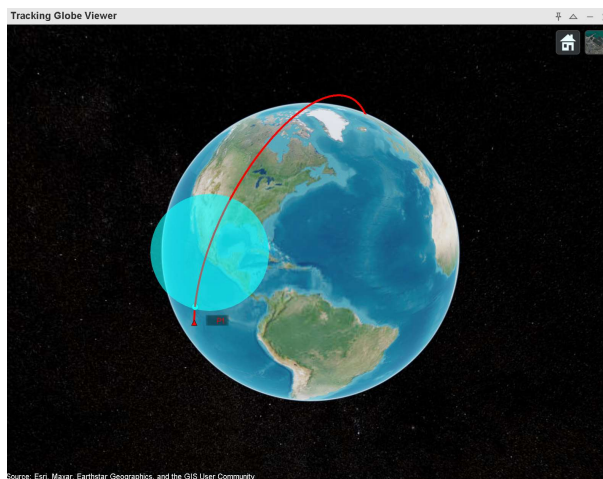 Tracking Globe Viewer
Source: Esri, Maxar, Earthstar Geographics, and the GIS User Community